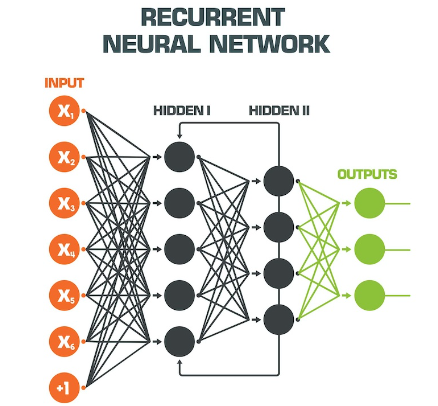 RECURRENT
NEURAL NETWORK
INPUT
HIDDEN I
HIDDEN II
OUTPUTS
X₁
X₂
X₃
X₄
X₅
X₆
+1